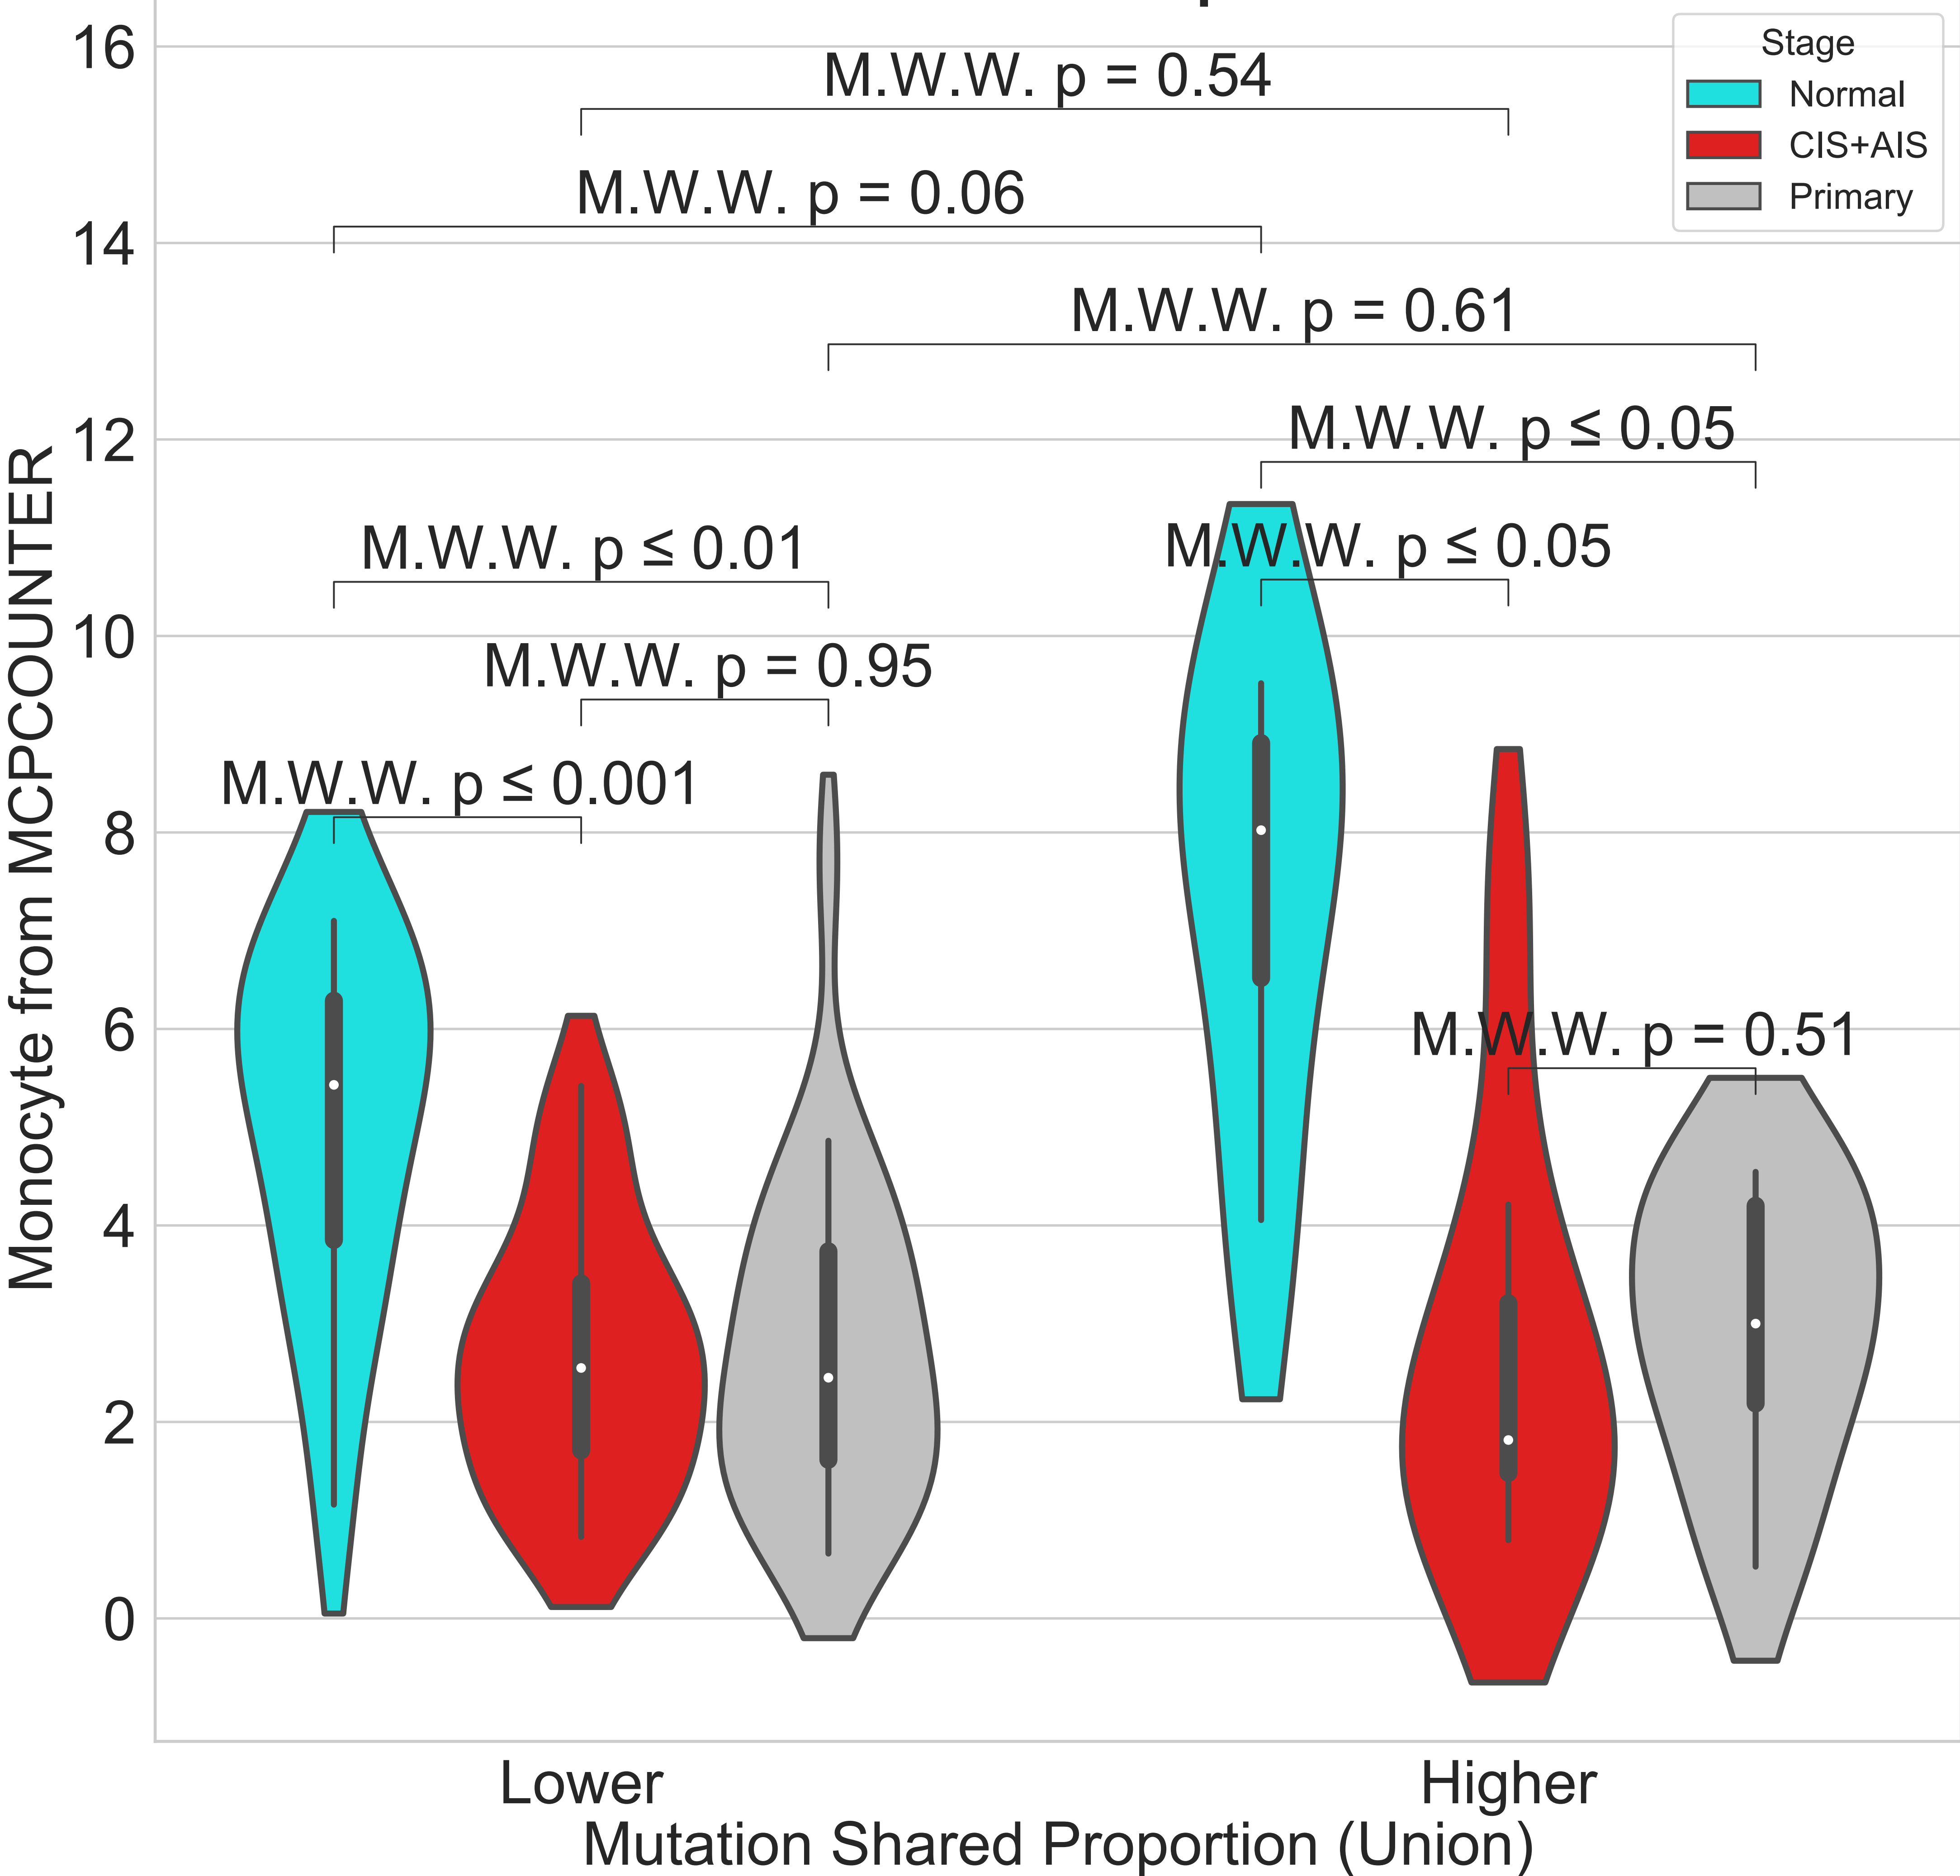 Stage
Normal
CIS+AIS
Primary
M.W.W. p = 0.54
M.W.W. p = 0.06
M.W.W. p = 0.61
M.W.W. p ≤ 0.05
M.W.W. p ≤ 0.05
M.W.W. p ≤ 0.01
M.W.W. p = 0.95
M.W.W. p ≤ 0.001
M.W.W. p = 0.51
16
14
12
10
8
6
4
2
0
Monocyte from MCPCOUNTER
Lower
Higher
Mutation Shared Proportion (Union)